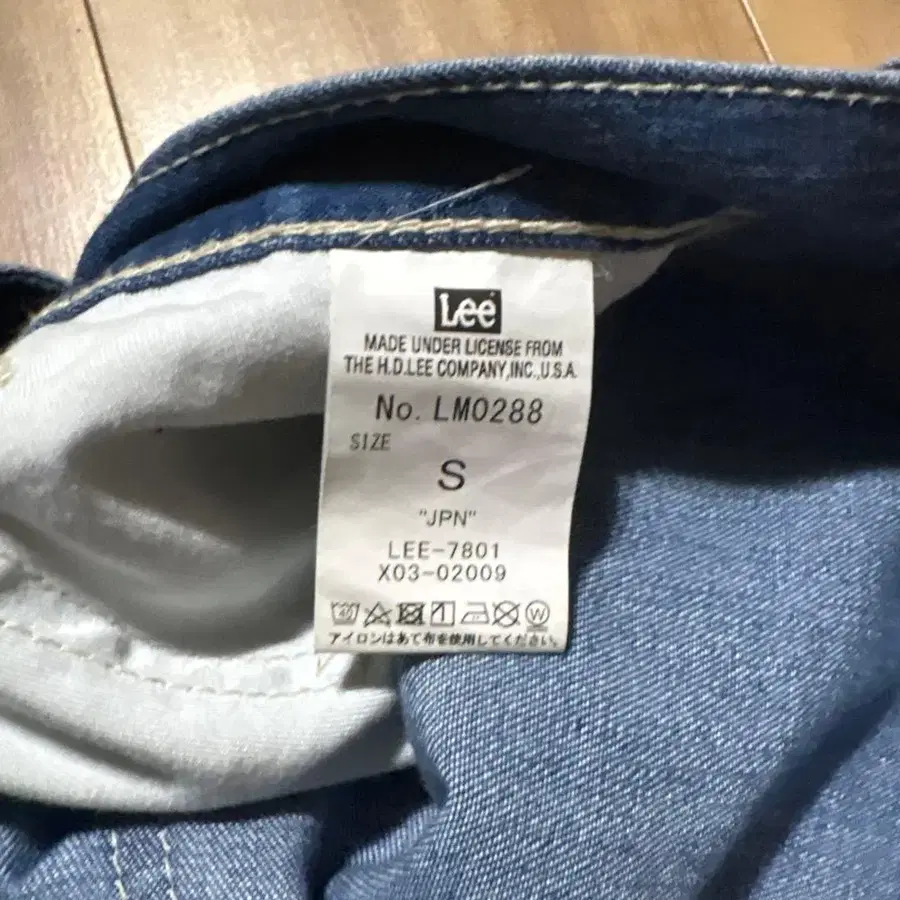 Lee
MADE UNDER LICENSE FROM
THE H.D.LEE COMPANY,INC.,U.S.A.
No. LM0288
SIZE
S
"JPN"
LEE-7801
X03-02009
40 W
アイロンはあて布を使用してください。